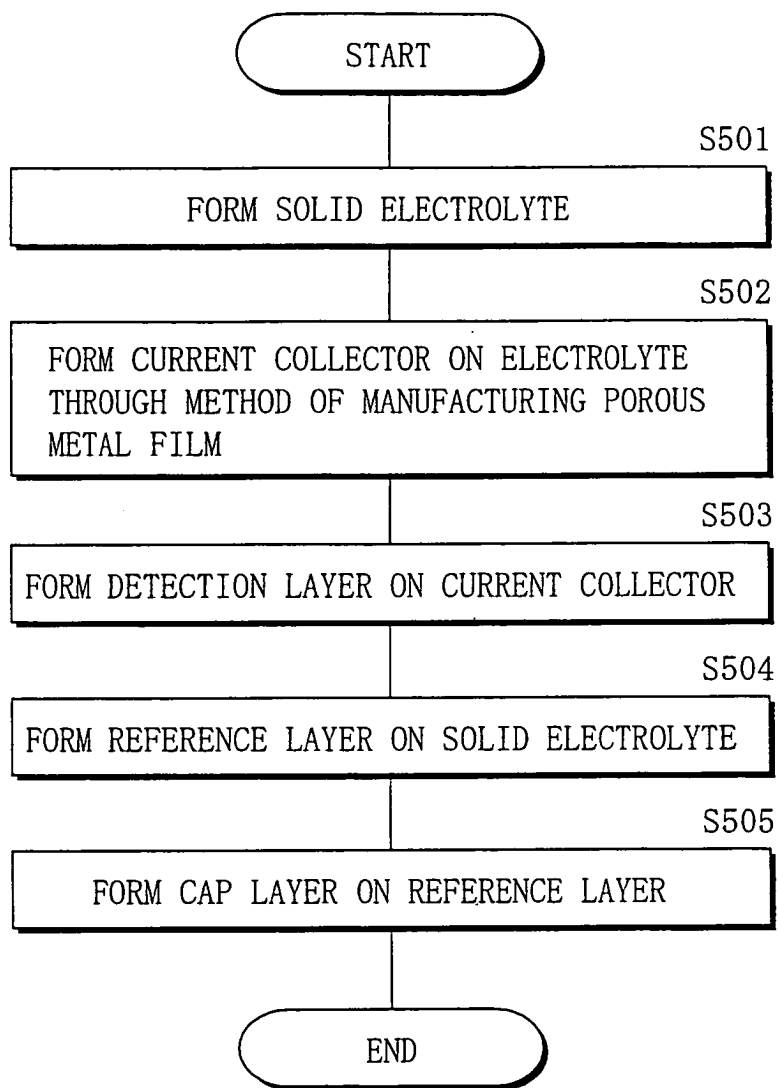 START
S501
FORM SOLID ELECTROLYTE
S502
FORM CURRENT COLLECTOR ON ELECTROLYTE
THROUGH METHOD OF MANUFACTURING POROUS
METAL FILM
S503
FORM DETECTION LAYER ON CURRENT COLLECTOR
S504
FORM REFERENCE LAYER ON SOLID ELECTROLYTE
S505
FORM CAP LAYER ON REFERENCE LAYER
END